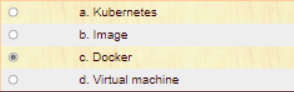 a. Kubernetes
b. Image
c. Docker
d. Virtual machine